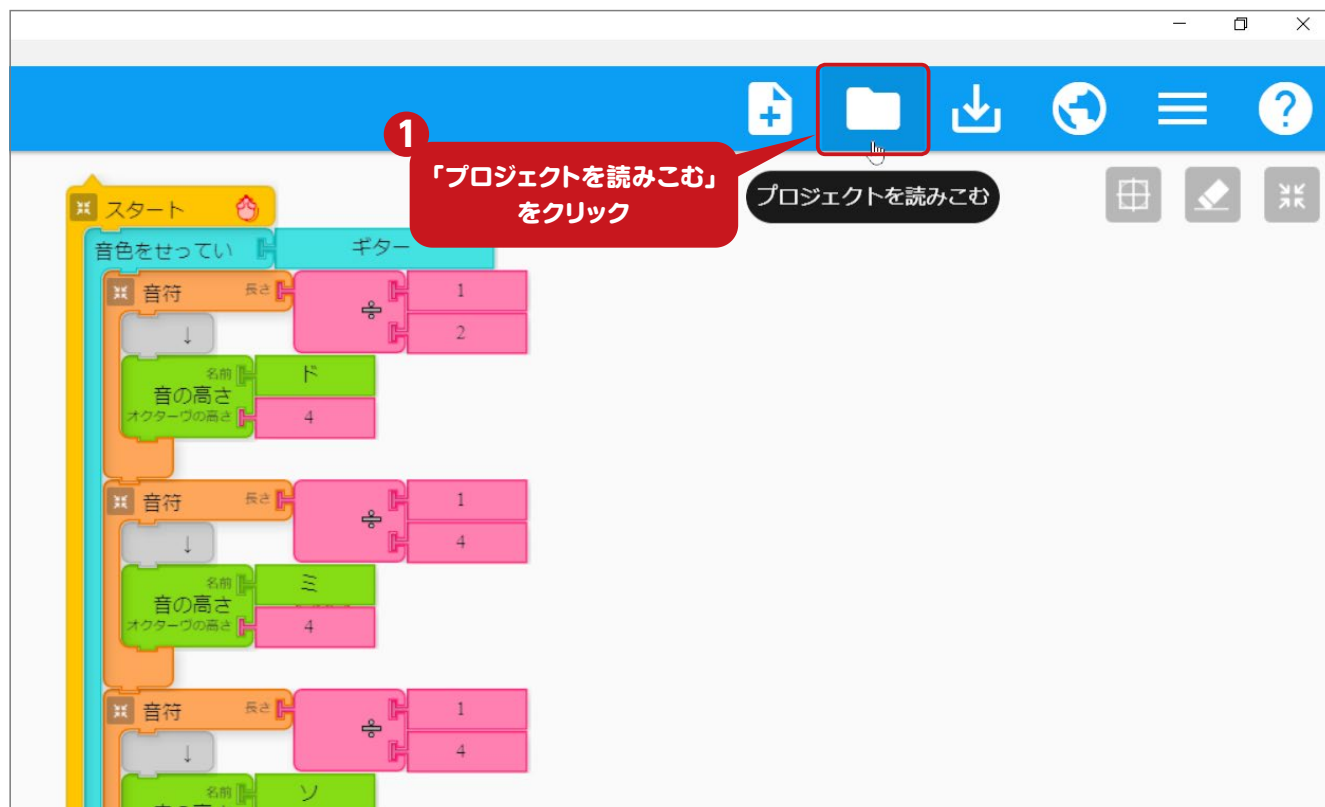 1
「プロジェクトを読みこむ」
をクリック
プロジェクトを読みこむ
スタート
音色をせってい ギター
音符 長さ ÷ 1
2
↓
名前 ド
音の高さ
オクターヴの高さ 4
音符 長さ ÷ 1
4
↓
名前 ミ
音の高さ
オクターヴの高さ 4
音符 長さ ÷ 1
4
↓
名前 ソ